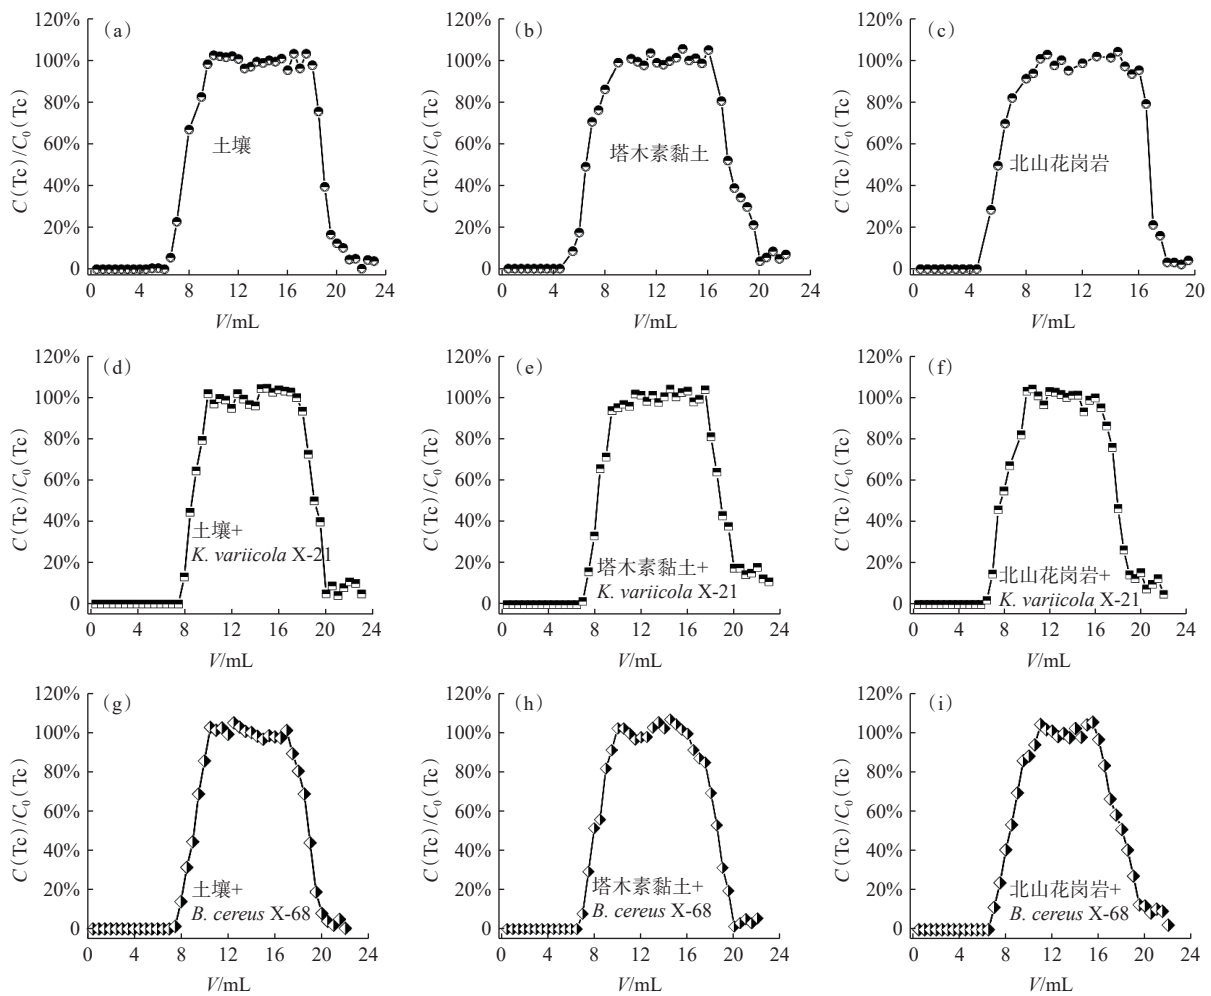 (a)
120%
100%
80%
60%
40%
20%
0
C(Tc)/C₀(Tc)
土壤
0 4 8 12 16 20 24
V/mL
(b)
120%
100%
80%
60%
40%
20%
0
C(Tc)/C₀(Tc)
塔木素黏土
0 4 8 12 16 20 24
V/mL
(c)
120%
100%
80%
60%
40%
20%
0
C(Tc)/C₀(Tc)
北山花岗岩
0 4 8 12 16 20
V/mL
(d)
120%
100%
80%
60%
40%
20%
0
C(Tc)/C₀(Tc)
土壤+
K. variicola X-21
0 4 8 12 16 20 24
V/mL
(e)
120%
100%
80%
60%
40%
20%
0
C(Tc)/C₀(Tc)
塔木素黏土+
K. variicola X-21
0 4 8 12 16 20 24
V/mL
(f)
120%
100%
80%
60%
40%
20%
0
C(Tc)/C₀(Tc)
北山花岗岩+
K. variicola X-21
0 4 8 12 16 20 24
V/mL
(g)
120%
100%
80%
60%
40%
20%
0
C(Tc)/C₀(Tc)
土壤+
B. cereus X-68
0 4 8 12 16 20 24
V/mL
(h)
120%
100%
80%
60%
40%
20%
0
C(Tc)/C₀(Tc)
塔木素黏土+
B. cereus X-68
0 4 8 12 16 20 24
V/mL
(i)
120%
100%
80%
60%
40%
20%
0
C(Tc)/C₀(Tc)
北山花岗岩+
B. cereus X-68
0 4 8 12 16 20 24
V/mL